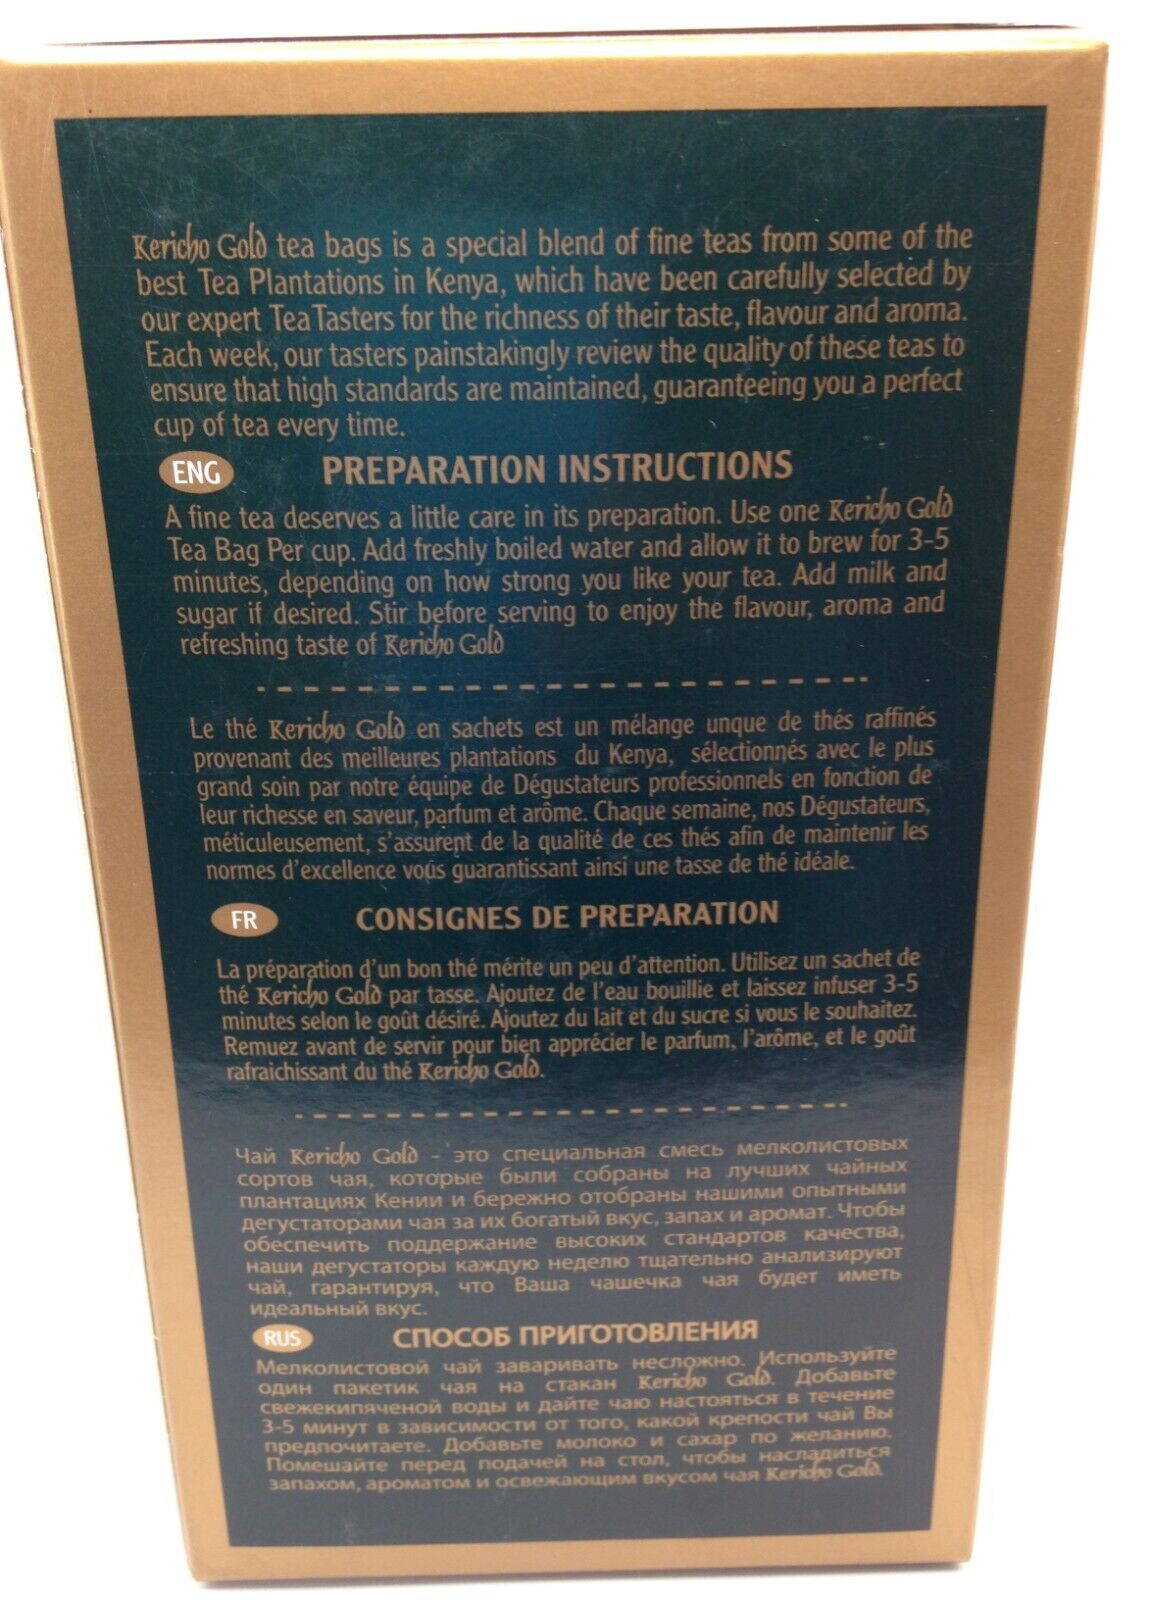 Kericho Gold tea bags is a special blend of fine teas from some of the
best Tea Plantations in Kenya, which have been carefully selected by
our expert Tea Tasters for the richness of their taste, flavour and aroma.
Each week, our tasters painstakingly review the quality of these teas to
ensure that high standards are maintained, guaranteeing you a perfect
cup of tea every time.
ENG PREPARATION INSTRUCTIONS
A fine tea deserves a little care in its preparation. Use one Kericho Gold
Tea Bag Per cup. Add freshly boiled water and allow it to brew for 3-5
minutes, depending on how strong you like your tea. Add milk and
sugar if desired. Stir before serving to enjoy the flavour, aroma and
refreshing taste of Kericho Gold
Le thé Kericho Gold en sachets est un mélange unque de thés raffinés
provenant des meilleures plantations du Kenya, sélectionnés avec le plus
grand soin par notre équipe de Dégustateurs professionnels en fonction de
leur richesse en saveur, parfum et arôme. Chaque semaine, nos Dégustateurs,
méticuleusement, s'assurent de la qualité de ces thés afin de maintenir les
normes d'excellence vous guarantissant ainsi une tasse de thé idéale.
FR CONSIGNES DE PREPARATION
La préparation d'un bon thé mérite un peu d'attention. Utilisez un sachet de
thé Kericho Gold par tasse. Ajoutez de l'eau bouillie et laissez infuser 3-5
minutes selon le goût désiré. Ajoutez du lait et du sucre si vous le souhaitez.
Remuez avant de servir pour bien apprécier le parfum, l'arôme, et le goût
rafraichissant du thé Kericho Gold.
Чай Kericho Gold - это специальная смесь мелколистовых
сортов чая, которые были собраны на лучших чайных
плантациях Кении и бережно отобраны нашими опытными
дегустаторами чая за их богатый вкус, запах и аромат. Чтобы
обеспечить поддержание высоких стандартов качества,
наши дегустаторы каждую неделю тщательно анализируют
чай, гарантируя, что Ваша чашечка чая будет иметь
идеальный вкус.
RUS СПОСОБ ПРИГОТОВЛЕНИЯ
Мелколистовой чай заваривать несложно. Используйте
один пакетик чая на стакан Kericho Gold. Добавьте
свежекипяченой воды и дайте чаю настояться в течение
3-5 минут в зависимости от того, какой крепости чай Вы
предпочитаете. Добавьте молоко и сахар по желанию.
Помешайте перед подачей на стол, чтобы насладиться
запахом, ароматом и освежающим вкусом чая Kericho Gold.